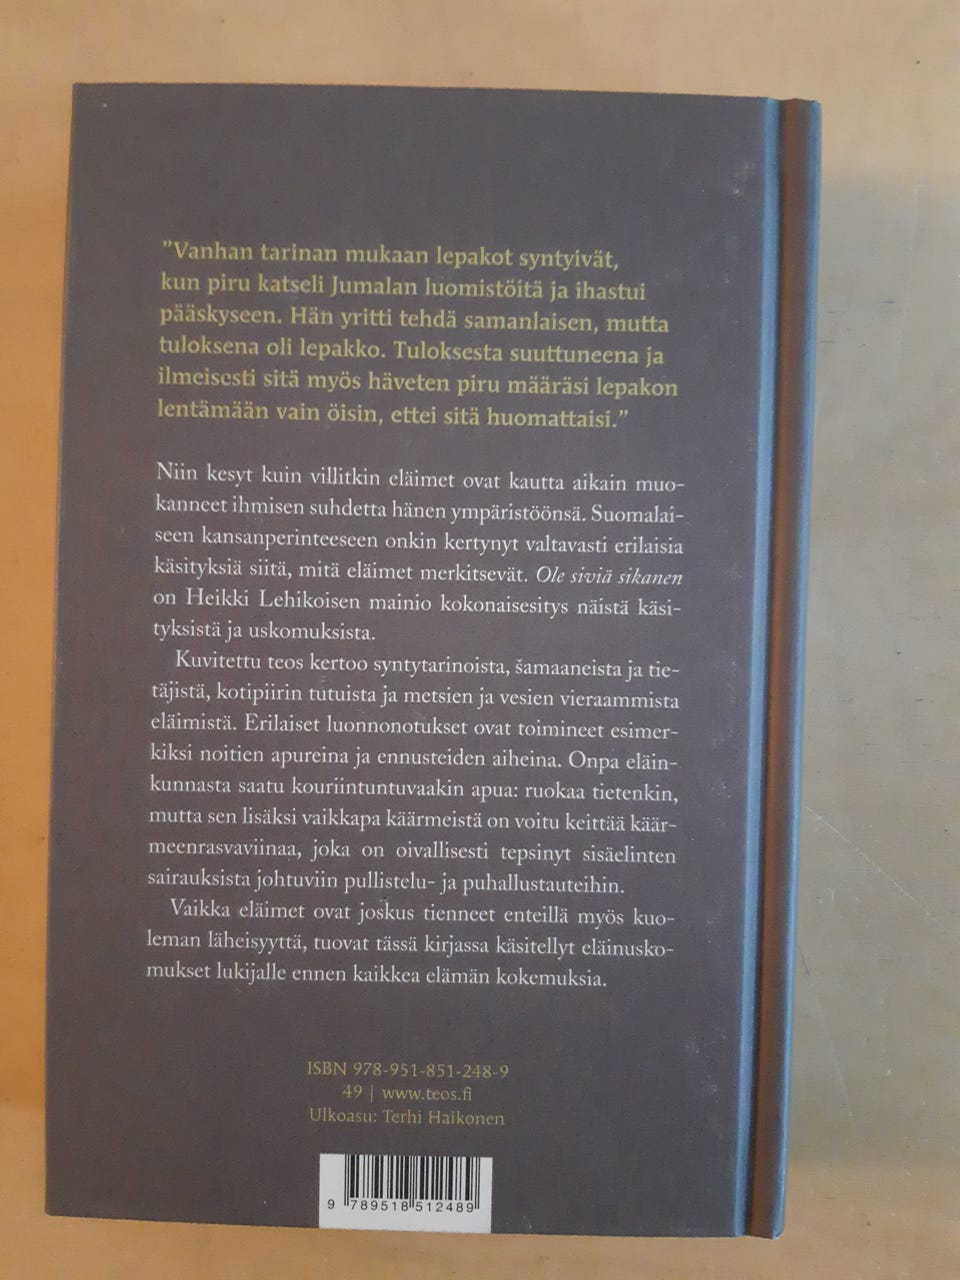 ”Vanhan tarinan mukaan lepakot syntyivät,
kun piru katseli Jumalan luomistöitä ja ihastui
pääskyseen. Hän yritti tehdä samanlaisen, mutta
tuloksena oli lepakko. Tuloksesta suuttuneena ja
ilmeisesti sitä myös häveten piru määräsi lepakon
lentämään vain öisin, ettei sitä huomattaisi.”
Niin kesyt kuin villitkin eläimet ovat kautta aikain muo-
kanneet ihmisen suhdetta hänen ympäristöönsä. Suomalai-
seen kansanperinteeseen onkin kertynyt valtavasti erilaisia
käsityksiä siitä, mitä eläimet merkitsevät. Ole siviä sikanen
on Heikki Lehikoisen mainio kokonaisesitys näistä käsi-
tyksistä ja uskomuksista.
Kuvitettu teos kertoo syntytarinoista, šamaaneista ja tie-
täjistä, kotipiirin tutuista ja metsien ja vesien vieraammista
eläimistä. Erilaiset luonnonotukset ovat toimineet esimer-
kiksi noitien apureina ja ennusteiden aiheina. Onpa eläin-
kunnasta saatu kouriintuntuvaakin apua: ruokaa tietenkin,
mutta sen lisäksi vaikkapa käärmeistä on voitu keittää käär-
meenrasvaviinaa, joka on oivallisesti tepsinyt sisäelinten
sairauksista johtuviin pullistelu- ja puhallustauteihin.
Vaikka eläimet ovat joskus tienneet enteillä myös kuo-
leman läheisyyttä, tuovat tässä kirjassa käsitellyt eläinusko-
mukset lukijalle ennen kaikkea elämän kokemuksia.
ISBN 978-951-851-248-9
49 | www.teos.fi
Ulkoasu: Terhi Haikonen
9 789518 512489